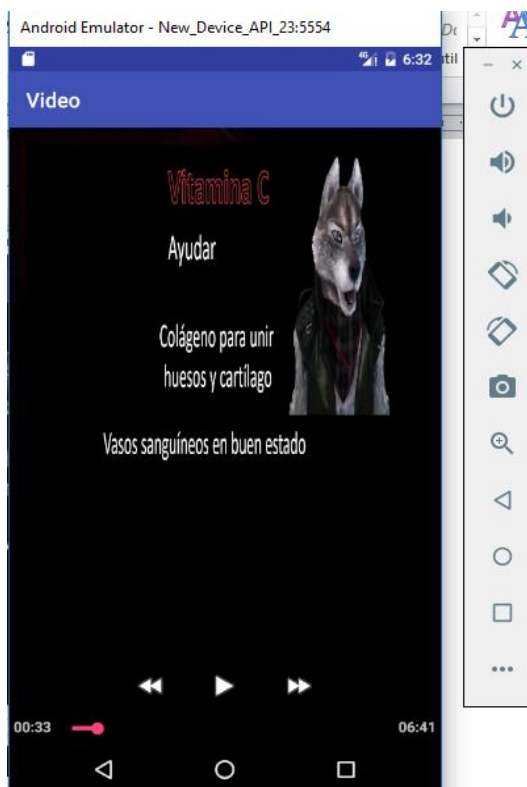 Android Emulator - New_Device_API_23:5554
4G 6:32
Video
Vitamina C
Ayudar
Colágeno para unir
huesos y cartílago
Vasos sanguíneos en buen estado
00:33 06:41